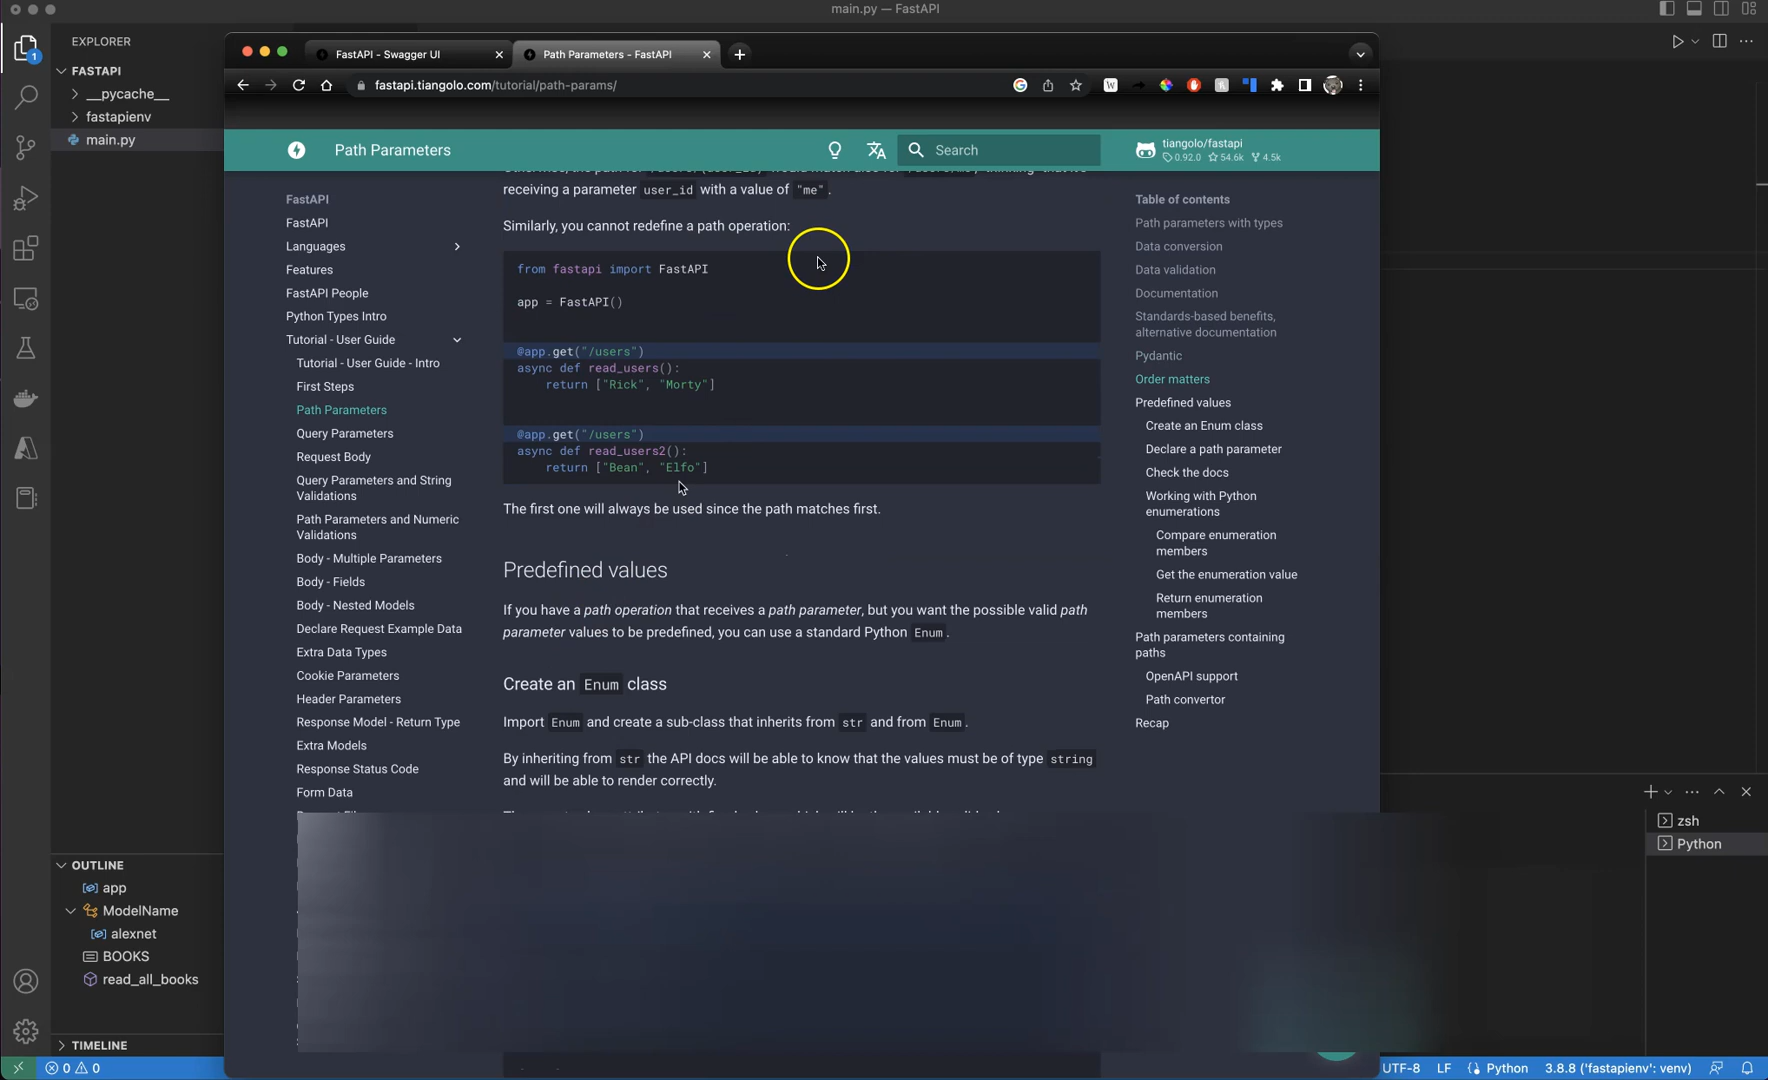 main.py — FastAPI
EXPLORER
FASTAPI
__pycache__
fastapienv
main.py
1
OUTLINE
app
ModelName
alexnet
BOOKS
read_all_books
TIMELINE
0 0
FastAPI - Swagger UI
Path Parameters - FastAPI
fastapi.tiangolo.com/tutorial/path-params/
Path Parameters
Search
tiangolo/fastapi
0.92.0 54.6k 4.5k
FastAPI
FastAPI
Languages
Features
FastAPI People
Python Types Intro
Tutorial - User Guide
Tutorial - User Guide - Intro
First Steps
Path Parameters
Query Parameters
Request Body
Query Parameters and String
Validations
Path Parameters and Numeric
Validations
Body - Multiple Parameters
Body - Fields
Body - Nested Models
Declare Request Example Data
Extra Data Types
Cookie Parameters
Header Parameters
Response Model - Return Type
Extra Models
Response Status Code
Form Data
receiving a parameter user_id with a value of "me".
Similarly, you cannot redefine a path operation:
from fastapi import FastAPI
app = FastAPI()
@app.get("/users")
async def read_users():
return ["Rick", "Morty"]
@app.get("/users")
async def read_users2():
return ["Bean", "Elfo"]
The first one will always be used since the path matches first.
Predefined values
If you have a path operation that receives a path parameter, but you want the possible valid path
parameter values to be predefined, you can use a standard Python Enum.
Create an Enum class
Import Enum and create a sub-class that inherits from str and from Enum.
By inheriting from str the API docs will be able to know that the values must be of type string
and will be able to render correctly.
Table of contents
Path parameters with types
Data conversion
Data validation
Documentation
Standards-based benefits,
alternative documentation
Pydantic
Order matters
Predefined values
Create an Enum class
Declare a path parameter
Check the docs
Working with Python
enumerations
Compare enumeration
members
Get the enumeration value
Return enumeration
members
Path parameters containing
paths
OpenAPI support
Path convertor
Recap
zsh
Python
UTF-8 LF Python 3.8.8 ('fastapienv': venv)